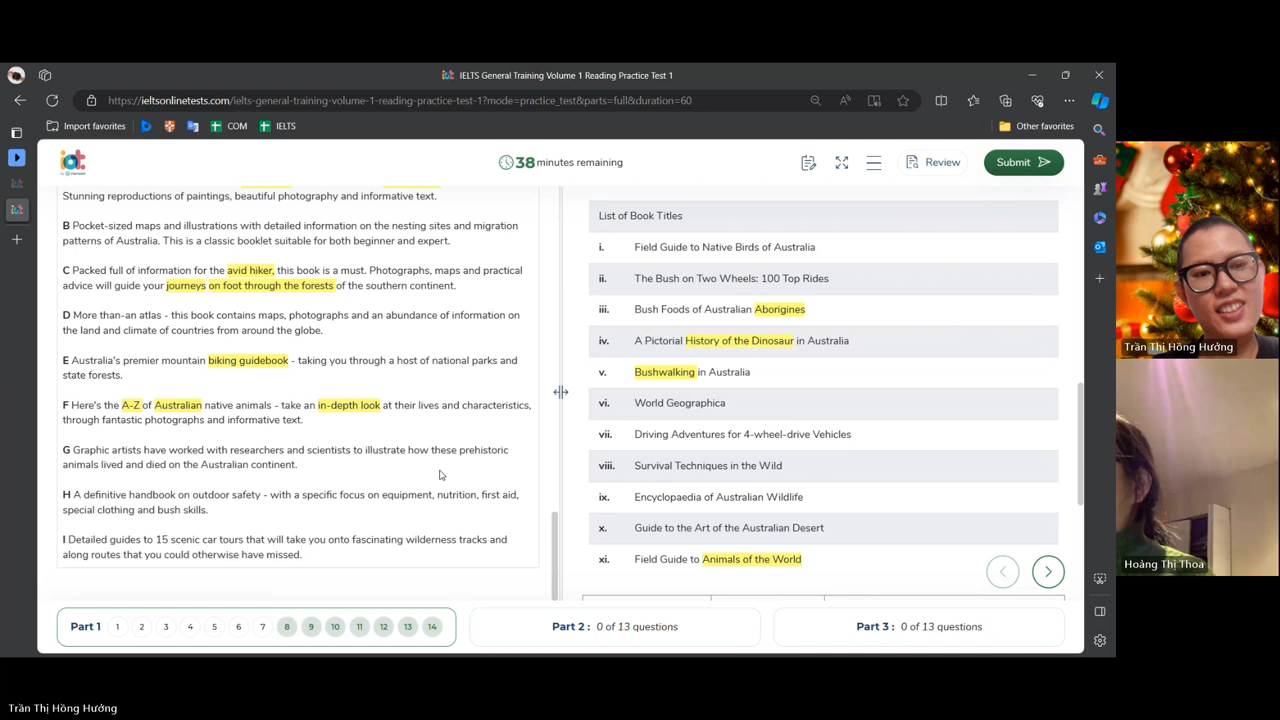 IELTS General Training Volume 1 Reading Practice Test 1
https://ieltsonlinetests.com/ielts-general-training-volume-1-reading-practice-test-1?mode=practice_test&parts=full&duration=60
Import favorites
COM
IELTS
Other favorites
iot
38 minutes remaining
Review
Submit
Stunning reproductions of paintings, beautiful photography and informative text.
B Pocket-sized maps and illustrations with detailed information on the nesting sites and migration
patterns of Australia. This is a classic booklet suitable for both beginner and expert.
C Packed full of information for the avid hiker, this book is a must. Photographs, maps and practical
advice will guide your journeys on foot through the forests of the southern continent.
D More than-an atlas - this book contains maps, photographs and an abundance of information on
the land and climate of countries from around the globe.
E Australia's premier mountain biking guidebook - taking you through a host of national parks and
state forests.
F Here's the A-Z of Australian native animals - take an in-depth look at their lives and characteristics,
through fantastic photographs and informative text.
G Graphic artists have worked with researchers and scientists to illustrate how these prehistoric
animals lived and died on the Australian continent.
H A definitive handbook on outdoor safety - with a specific focus on equipment, nutrition, first aid,
special clothing and bush skills.
I Detailed guides to 15 scenic car tours that will take you onto fascinating wilderness tracks and
along routes that you could otherwise have missed.
List of Book Titles
i. Field Guide to Native Birds of Australia
ii. The Bush on Two Wheels: 100 Top Rides
iii. Bush Foods of Australian Aborigines
iv. A Pictorial History of the Dinosaur in Australia
v. Bushwalking in Australia
vi. World Geographica
vii. Driving Adventures for 4-wheel-drive Vehicles
viii. Survival Techniques in the Wild
ix. Encyclopaedia of Australian Wildlife
x. Guide to the Art of the Australian Desert
xi. Field Guide to Animals of the World
Part 1 1 2 3 4 5 6 7 8 9 10 11 12 13 14
Part 2 : 0 of 13 questions
Part 3 : 0 of 13 questions
Trần Thị Hồng Hưởng
Hoàng Thị Thoa
Trần Thị Hồng Hưởng